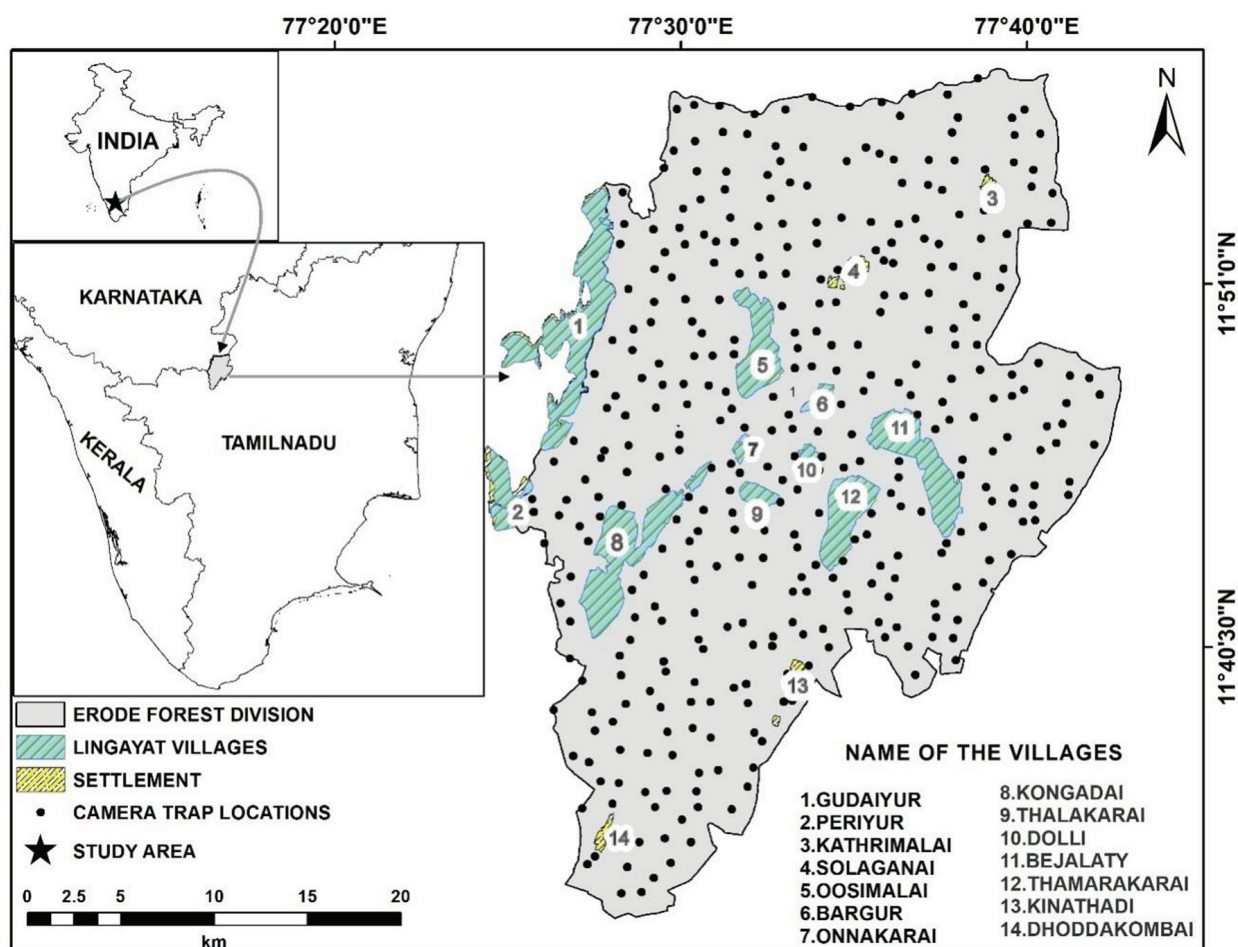 77°20'0"E
77°30'0"E
77°40'0"E
N
INDIA
KARNATAKA
KERALA
TAMILNADU
11°51'0"N
11°40'30"N
1
2
3
4
5
1
6
7
8
9
10
11
12
13
14
ERODE FOREST DIVISION
LINGAYAT VILLAGES
SETTLEMENT
CAMERA TRAP LOCATIONS
STUDY AREA
0 2.5 5 10 15 20
km
NAME OF THE VILLAGES
1.GUDAIYUR
2.PERIYUR
3.KATHRIMALAI
4.SOLAGANAI
5.OOSIMALAI
6.BARGUR
7.ONNAKARAI
8.KONGADAI
9.THALAKARAI
10.DOLLI
11.BEJALATY
12.THAMARAKARAI
13.KINATHADI
14.DHODDAKOMBAI